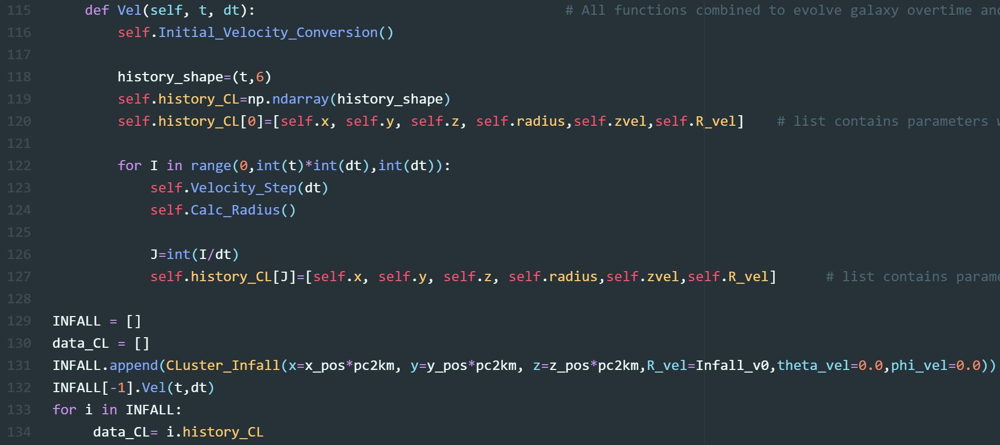 115 def Vel(self, t, dt): # All functions combined to evolve galaxy overtime
116 self.Initial_Velocity_Conversion()
117
118 history_shape=(t,6)
119 self.history_CL=np.ndarray(history_shape)
120 self.history_CL[0]=[self.x, self.y, self.z, self.radius,self.zvel,self.R_vel] # list contains parameters
121
122 for I in range(0,int(t)*int(dt),int(dt)):
123 self.Velocity_Step(dt)
124 self.Calc_Radius()
125
126 J=int(I/dt)
127 self.history_CL[J]=[self.x, self.y, self.z, self.radius,self.zvel,self.R_vel] # list contains
128
129 INFALL = []
130 data_CL = []
131 INFALL.append(CLuster_Infall(x=x_pos*pc2km, y=y_pos*pc2km, z=z_pos*pc2km,R_vel=Infall_v0,theta_vel=0.0,phi_vel=0.0))
132 INFALL[-1].Vel(t,dt)
133 for i in INFALL:
134 data_CL= i.history_CL